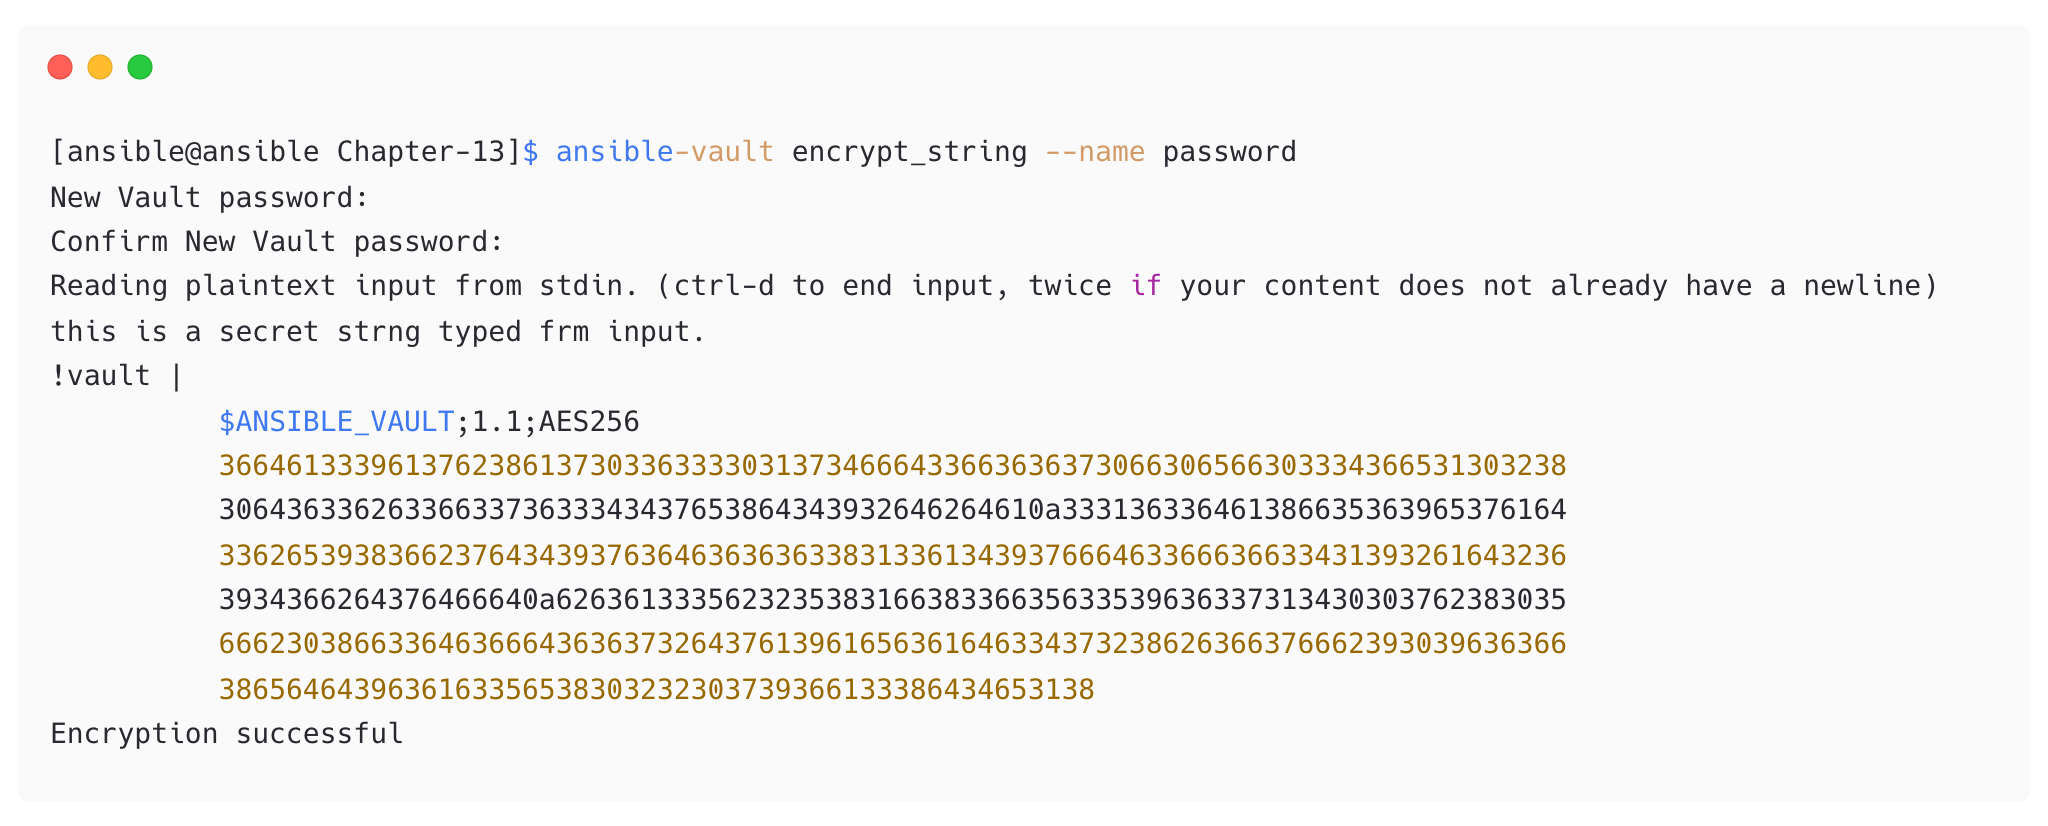 [ansible@ansible Chapter-13]$ ansible-vault encrypt_string --name password
New Vault password:
Confirm New Vault password:
Reading plaintext input from stdin. (ctrl-d to end input, twice if your content does not already have a newline)
this is a secret strng typed frm input.
!vault |
$ANSIBLE_VAULT;1.1;AES256
36646133396137623861373033633330313734666433663636373066306566303334366531303238
3064363362633663373633343437653864343932646264610a333136336461386635363965376164
33626539383662376434393763646363636338313361343937666463366636633431393261643236
3934366264376466640a626361333562323538316638336635633539636337313430303762383035
66623038663364636664363637326437613961656361646334373238626366376662393039636366
3865646439636163356538303232303739366133386434653138
Encryption successful